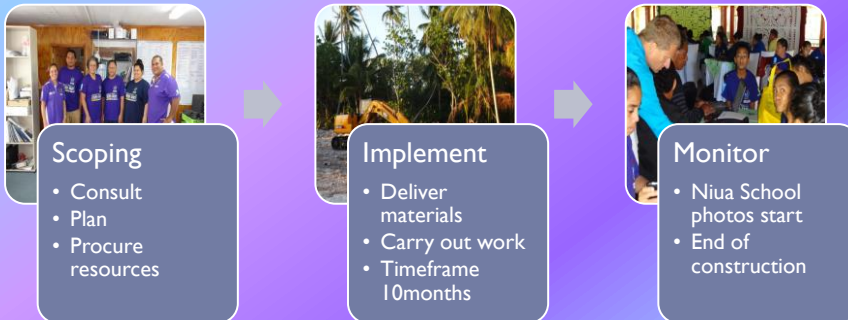 Scoping
• Consult
• Plan
• Procure
resources
Implement
• Deliver
materials
• Carry out work
• Timeframe
10months
Monitor
• Niua School
photos start
• End of
construction